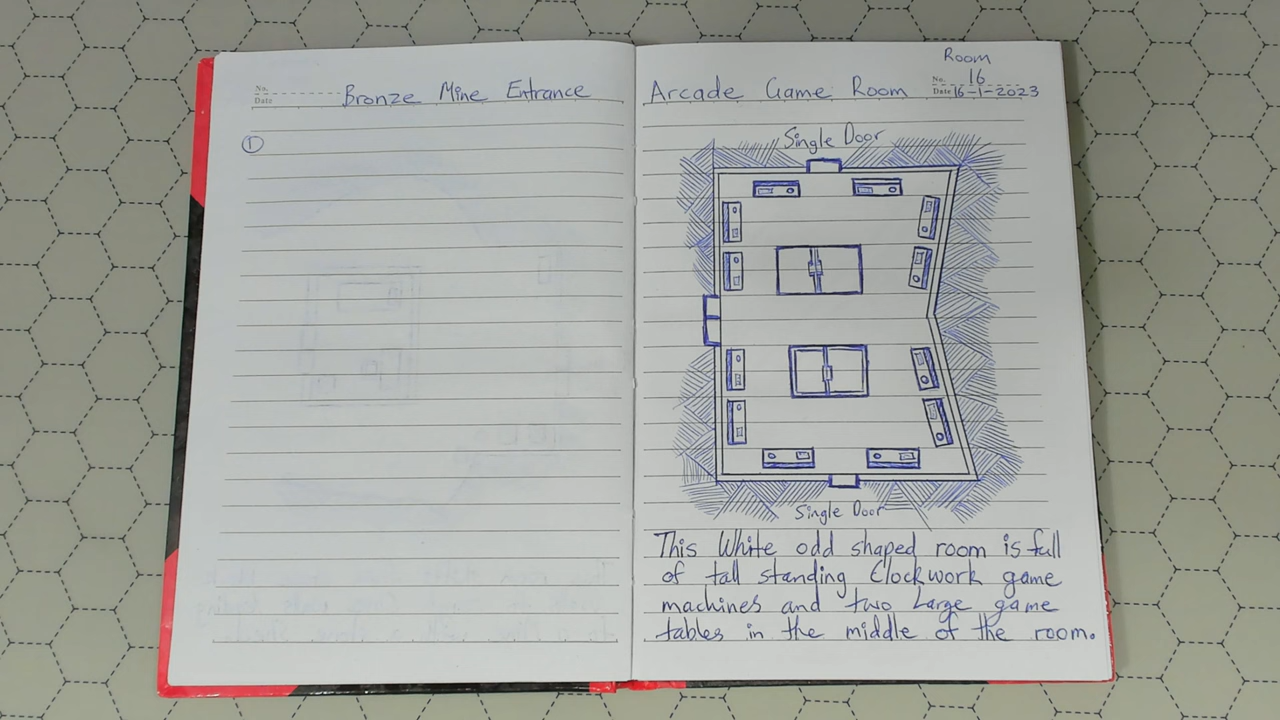 No.
Date
Bronze Mine Entrance
①
Room
No. 16
Arcade Game Room
Date 16-1-2023
Single Door
Single Door
This White odd shaped room is full
of tall standing Clockwork game
machines and two Large game
tables in the middle of the room.